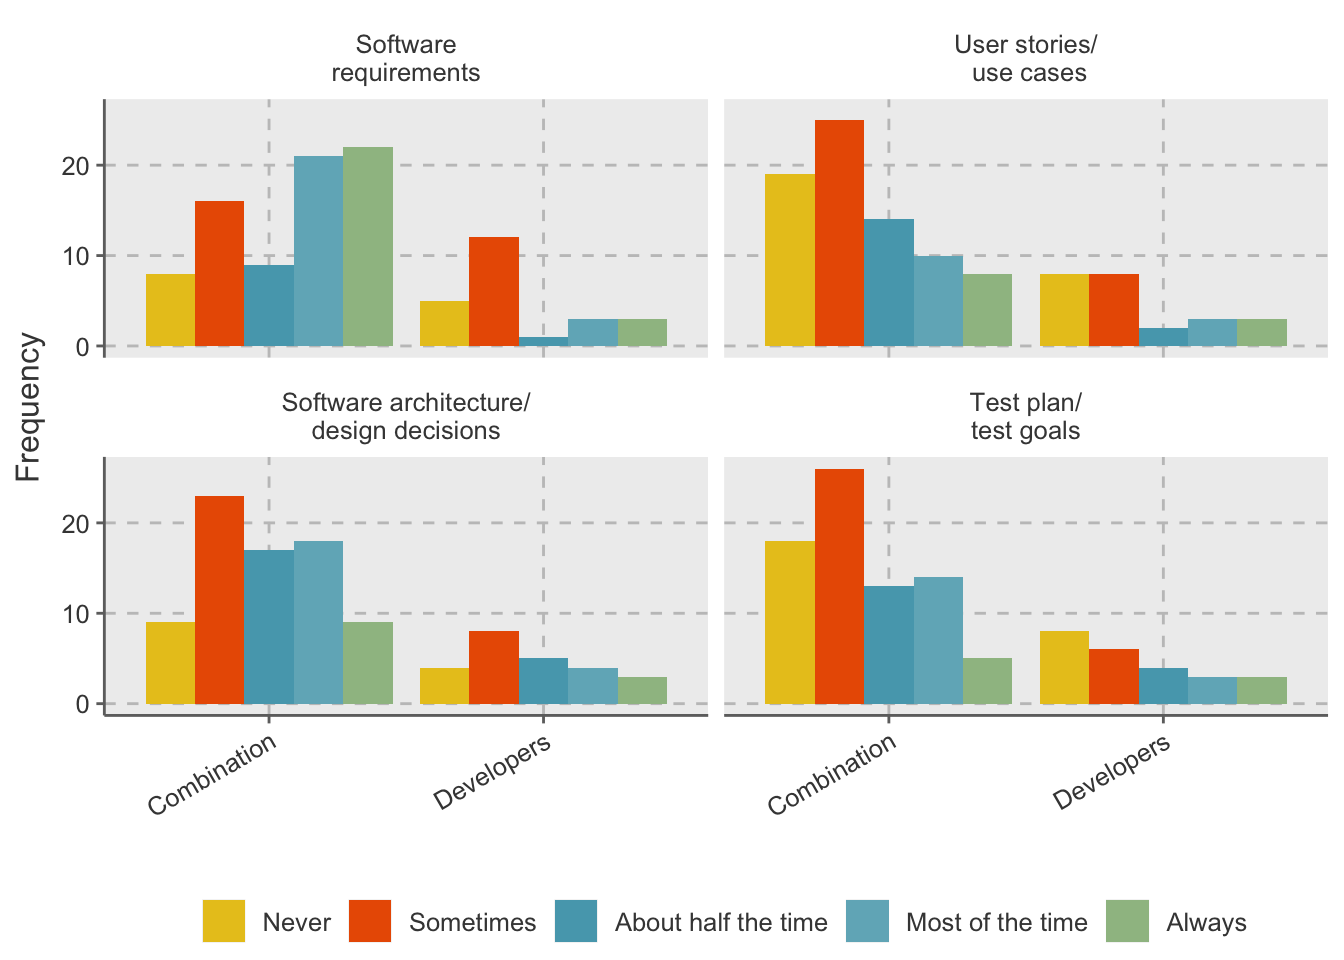 Software
requirements
User stories/
use cases
20
10
0
Frequency
Software architecture/
design decisions
Test plan/
test goals
20
10
0
Combination
Developers
Combination
Developers
Never
Sometimes
About half the time
Most of the time
Always